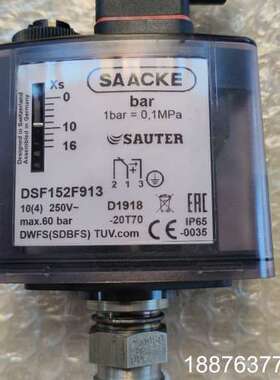 Designed in Switzerland
Assembled in Germany
Xs
0
10
16
SAACKE
bar
1bar = 0,1MPa
SAUTER
2 1 3
DSF152F913
10(4) 250V~
D1918
EAC
max.60 bar
-20T70
IP65
DWFS(SDBFS) TUV.com
-0035
18876377